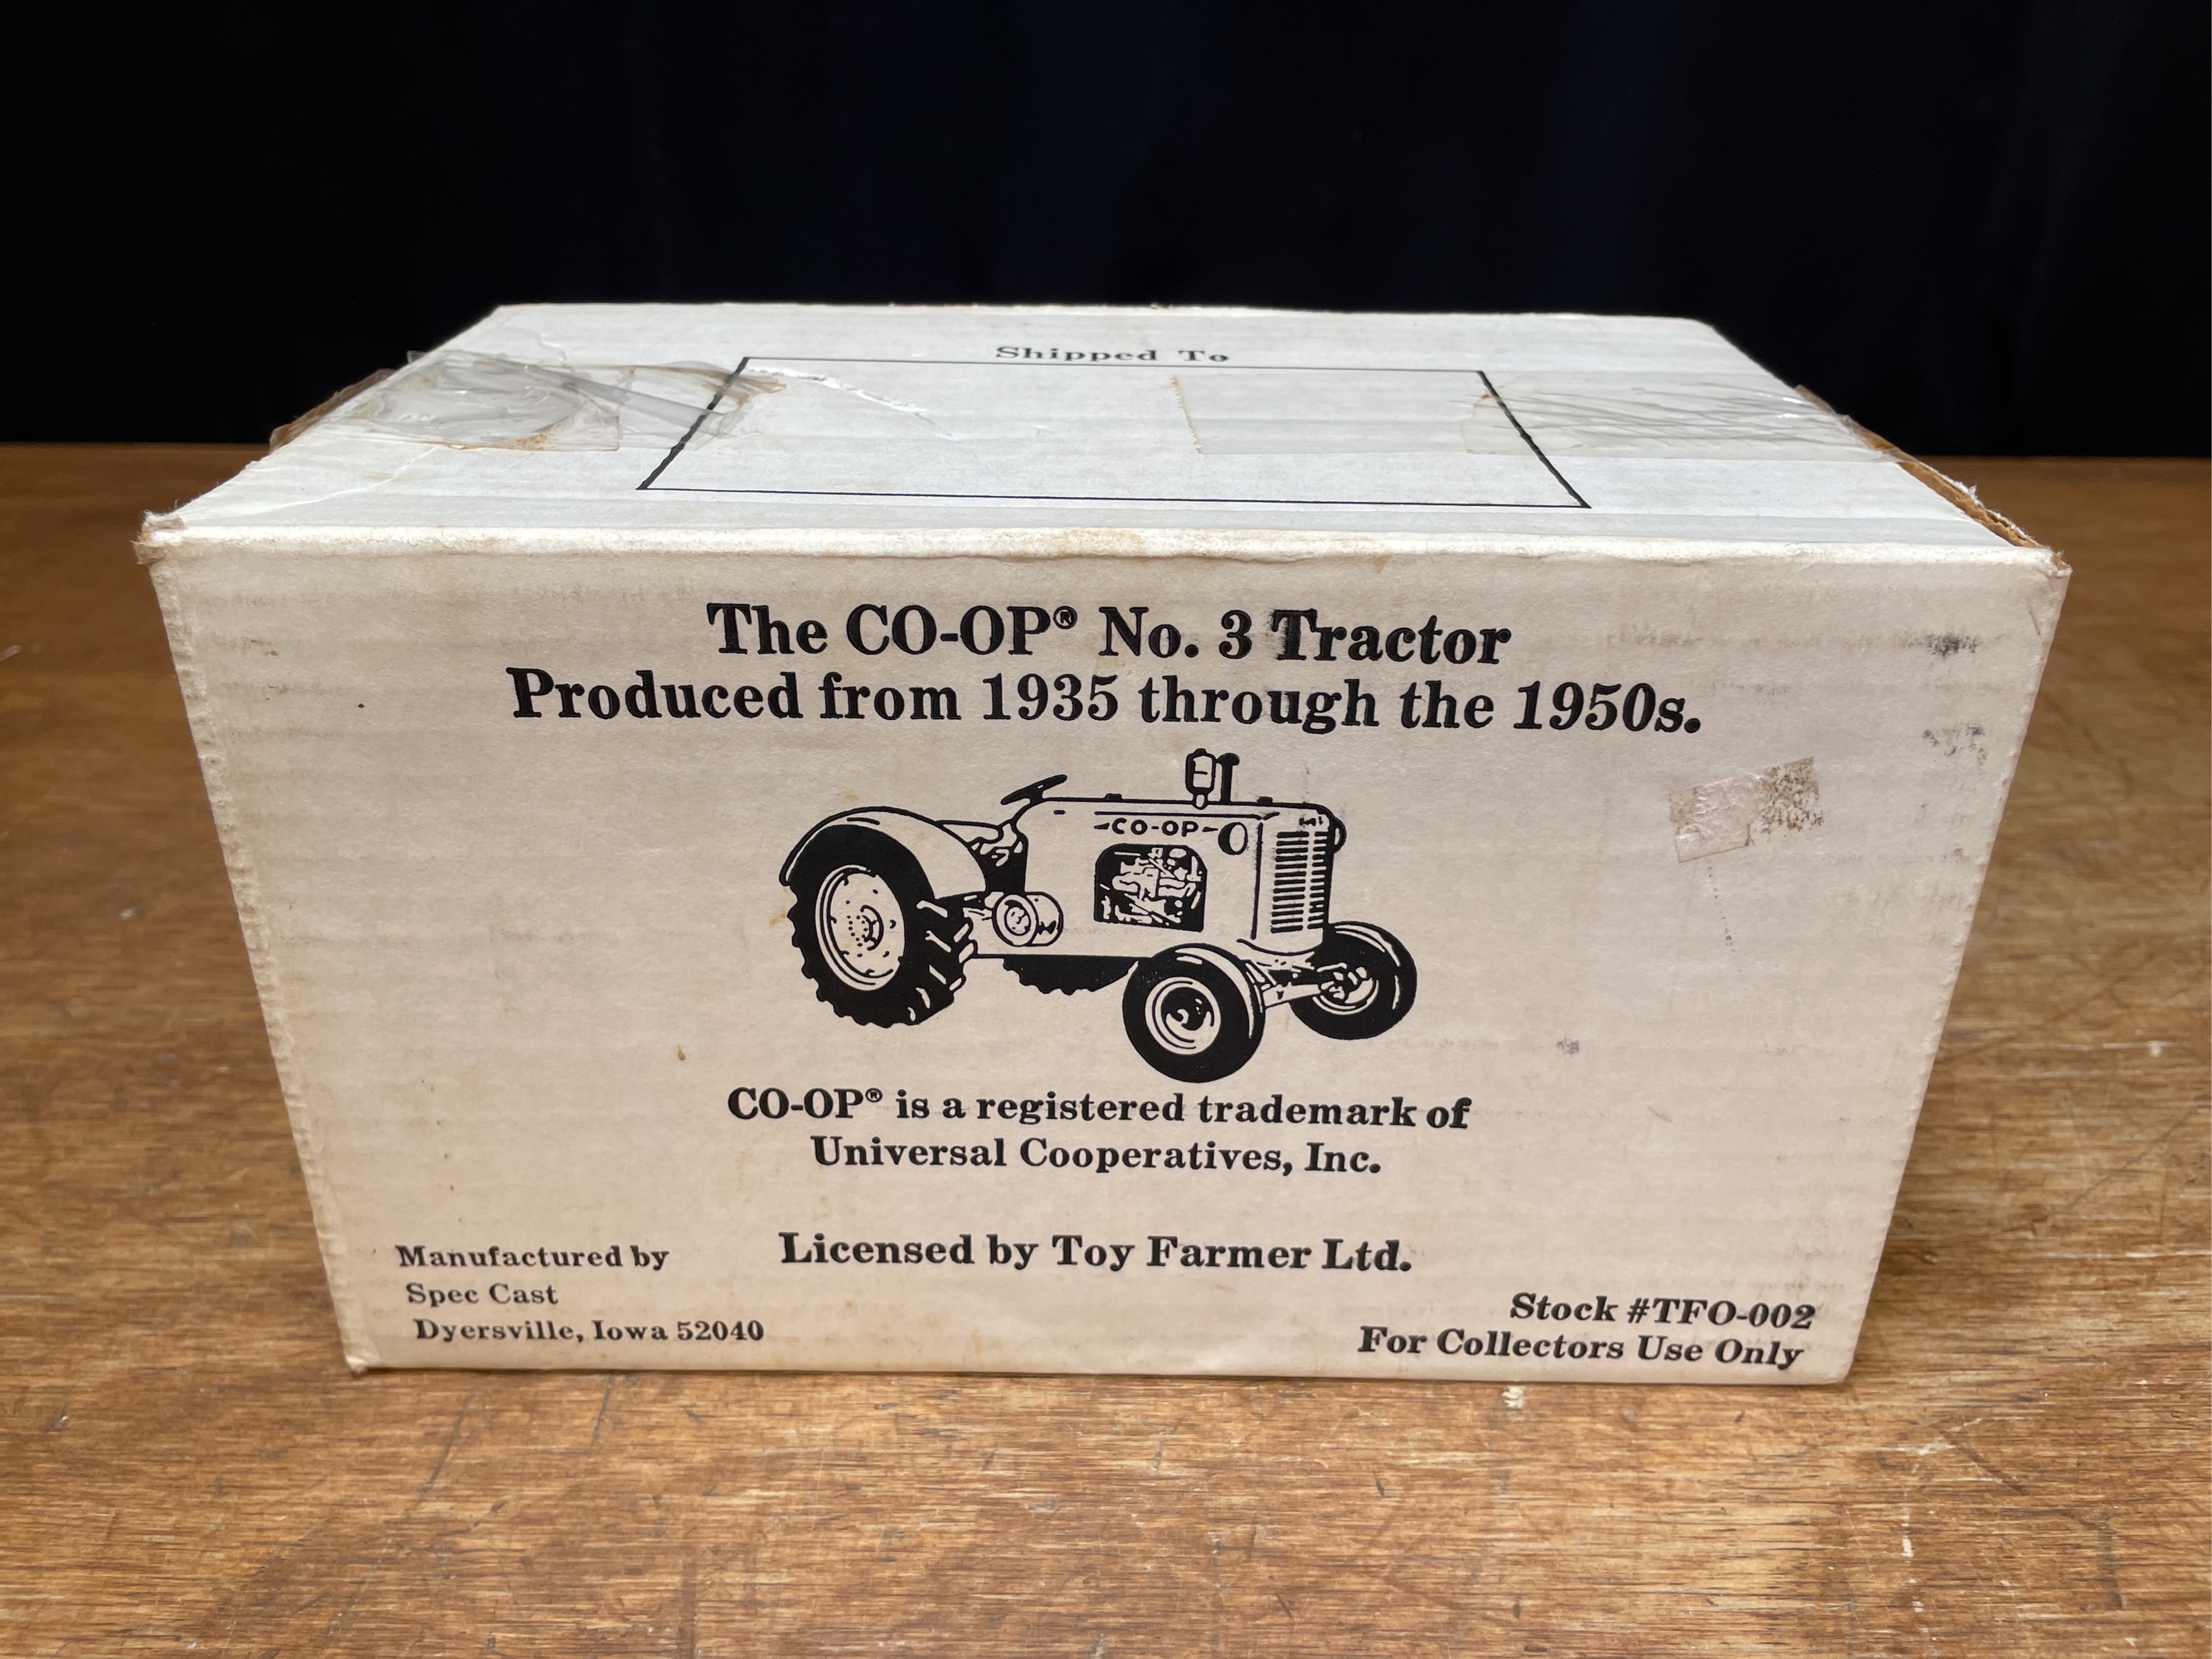 Shipped To
The CO-OP® No. 3 Tractor
Produced from 1935 through the 1950s.
-CO-OP-
CO-OP® is a registered trademark of
Universal Cooperatives, Inc.
Licensed by Toy Farmer Ltd.
Manufactured by
Spec Cast
Dyersville, Iowa 52040
Stock #TFO-002
For Collectors Use Only